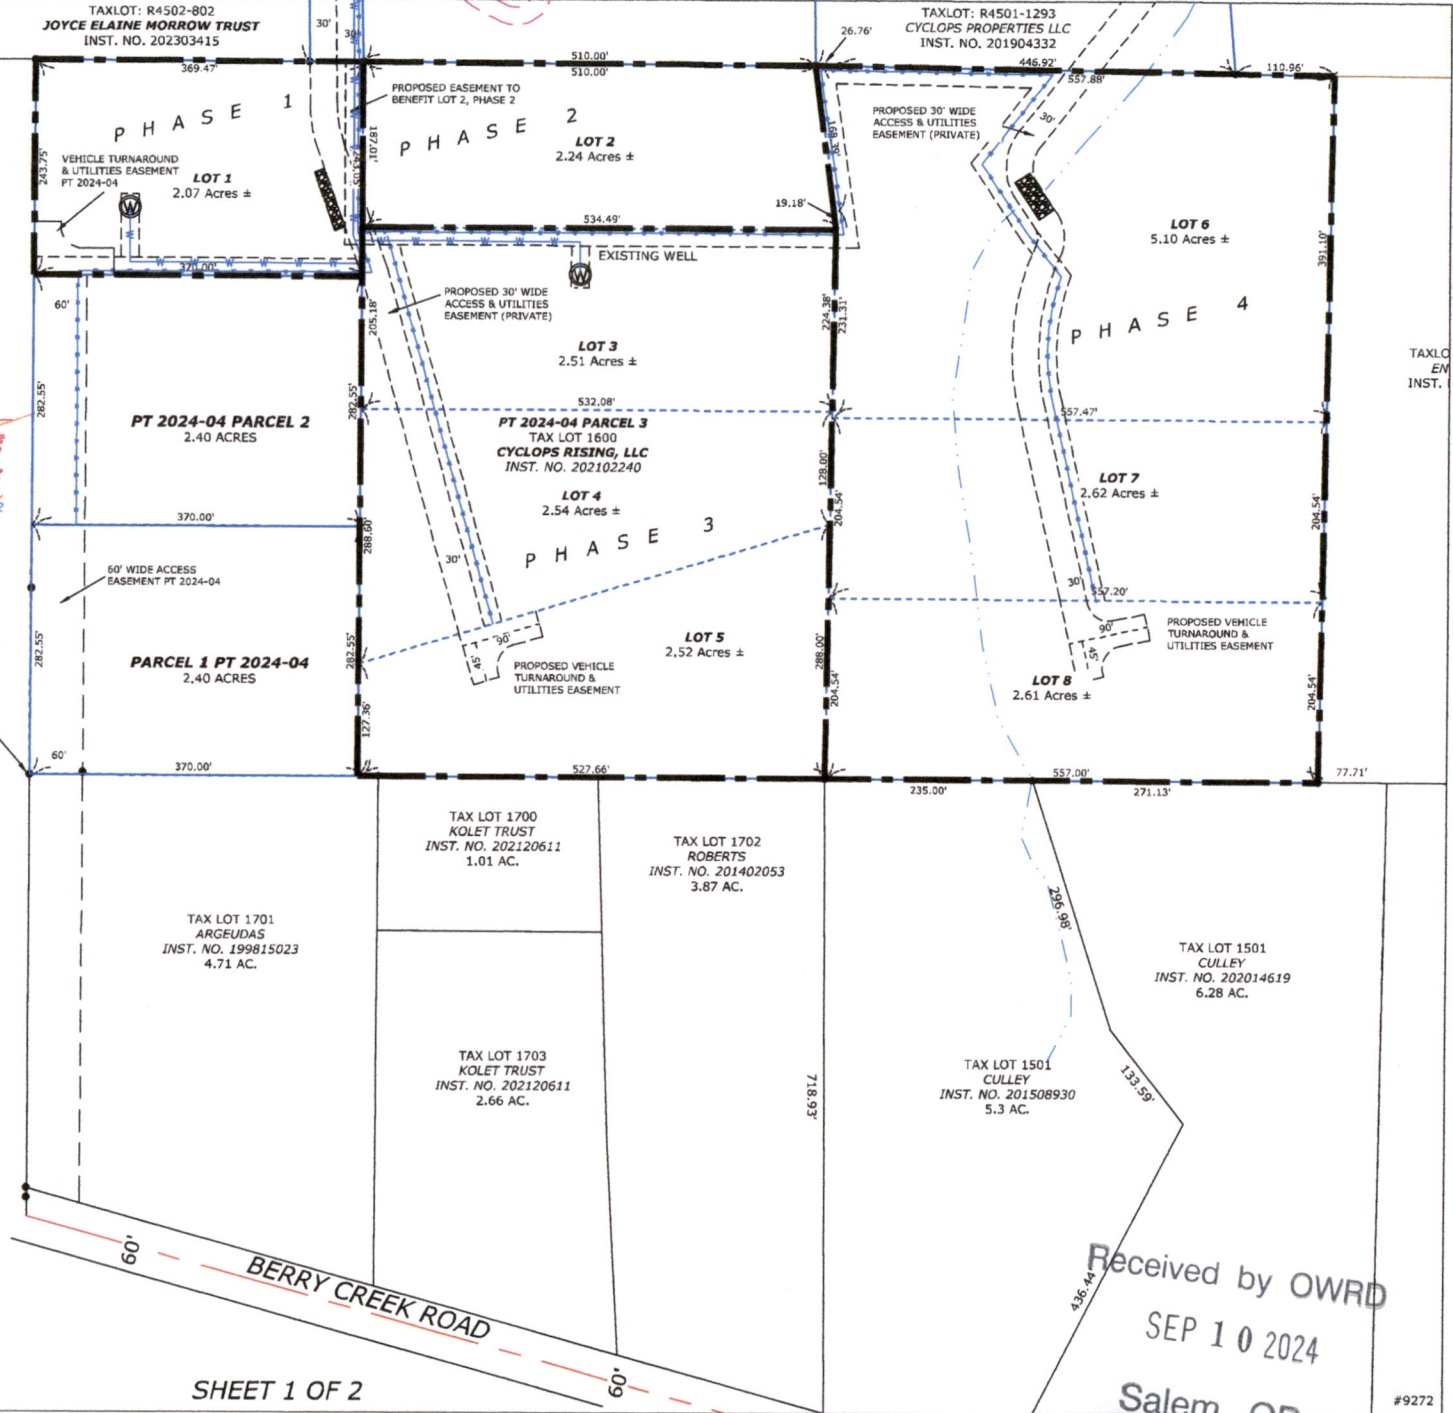 TAXLOT: R4502-802
JOYCE ELAINE MORROW TRUST
INST. NO. 202303415
30'
30'
TAXLOT: R4501-1293
CYCLOPS PROPERTIES LLC
INST. NO. 201904332
26.76'
369.47'
510.00'
510.00'
446.92'
557.88'
110.96'
PHASE 1
PROPOSED EASEMENT TO
BENEFIT LOT 2, PHASE 2
PHASE 2
PROPOSED 30' WIDE
ACCESS & UTILITIES
EASEMENT (PRIVATE)
30'
187.01'
243.05'
243.75'
VEHICLE TURNAROUND
& UTILITIES EASEMENT
PT 2024-04
LOT 1
2.07 Acres ±
LOT 2
2.24 Acres ±
19.18'
534.49'
W
370.00'
EXISTING WELL
W
LOT 6
5.10 Acres ±
391.10'
60'
PROPOSED 30' WIDE
ACCESS & UTILITIES
EASEMENT (PRIVATE)
205.18'
224.38'
231.31'
PHASE 4
LOT 3
2.51 Acres ±
TAXLO
EN
INST.
282.55'
282.55'
532.08'
557.47'
PT 2024-04 PARCEL 2
2.40 ACRES
PT 2024-04 PARCEL 3
TAX LOT 1600
CYCLOPS RISING, LLC
INST. NO. 202102240
128.00'
LOT 4
2.54 Acres ±
LOT 7
2.62 Acres ±
204.54'
204.54'
370.00'
288.60'
PHASE 3
30'
60' WIDE ACCESS
EASEMENT PT 2024-04
30'
557.20'
282.55'
282.55'
PARCEL 1 PT 2024-04
2.40 ACRES
90'
45'
PROPOSED VEHICLE
TURNAROUND &
UTILITIES EASEMENT
LOT 5
2.52 Acres ±
288.00'
90'
45'
PROPOSED VEHICLE
TURNAROUND &
UTILITIES EASEMENT
LOT 8
2.61 Acres ±
204.54'
204.54'
127.36'
60'
370.00'
527.66'
557.00'
77.71'
235.00'
271.13'
TAX LOT 1700
KOLET TRUST
INST. NO. 202120611
1.01 AC.
TAX LOT 1702
ROBERTS
INST. NO. 201402053
3.87 AC.
TAX LOT 1701
ARGEUDAS
INST. NO. 199815023
4.71 AC.
296.98'
TAX LOT 1501
CULLEY
INST. NO. 202014619
6.28 AC.
TAX LOT 1703
KOLET TRUST
INST. NO. 202120611
2.66 AC.
718.93'
TAX LOT 1501
CULLEY
INST. NO. 201508930
5.3 AC.
133.59'
60'
BERRY CREEK ROAD
60'
436.44'
Received by OWRD
SEP 10 2024
Salem, OR
SHEET 1 OF 2
#9272